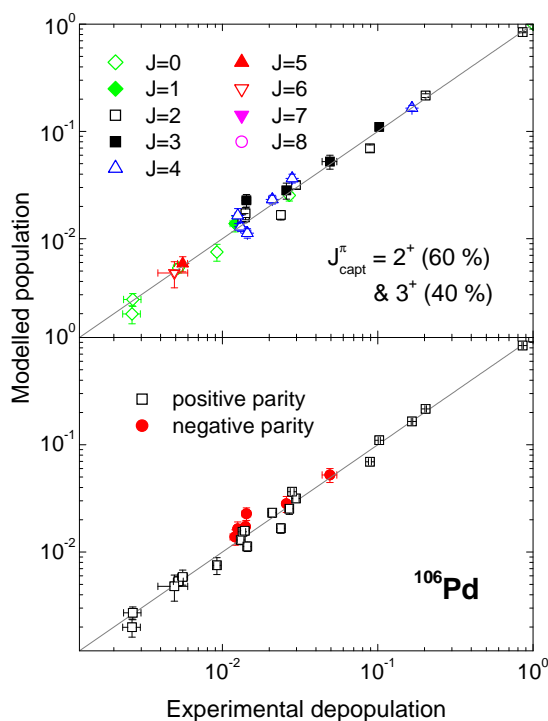 10^0
J=0
J=5
J=1
J=6
J=2
J=7
J=3
J=8
J=4
10^-1
10^-2
J^π_capt = 2^+ (60 %)
& 3^+ (40 %)
10^0
Modelled population
positive parity
negative parity
10^-1
10^-2
^106Pd
10^-2
10^-1
10^0
Experimental depopulation